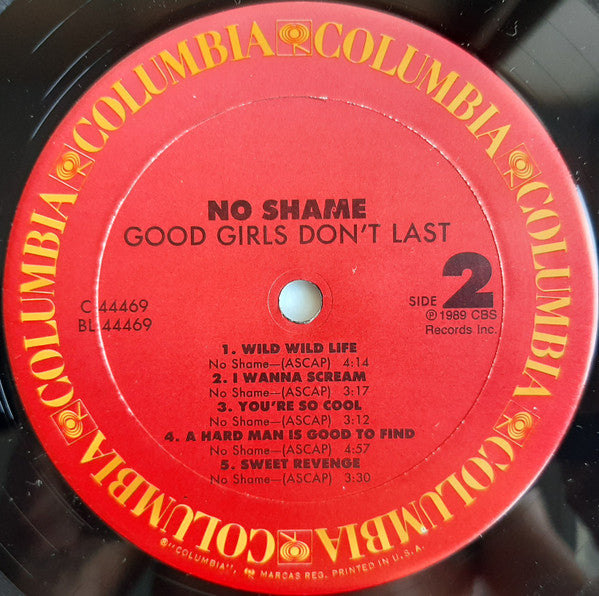 COLUMBIA COLUMBIA COLUMBIA COLUMBIA COLUMBIA COLUMBIA
NO SHAME
GOOD GIRLS DON'T LAST
C 44469
BL 44469
SIDE 2
℗ 1989 CBS
Records Inc.
1. WILD WILD LIFE
No Shame—(ASCAP) 4:14
2. I WANNA SCREAM
No Shame—(ASCAP) 3:17
3. YOU'RE SO COOL
No Shame—(ASCAP) 3:12
4. A HARD MAN IS GOOD TO FIND
No Shame—(ASCAP) 4:57
5. SWEET REVENGE
No Shame—(ASCAP) 3:30
® "COLUMBIA", MARCAS REG. PRINTED IN U.S.A.